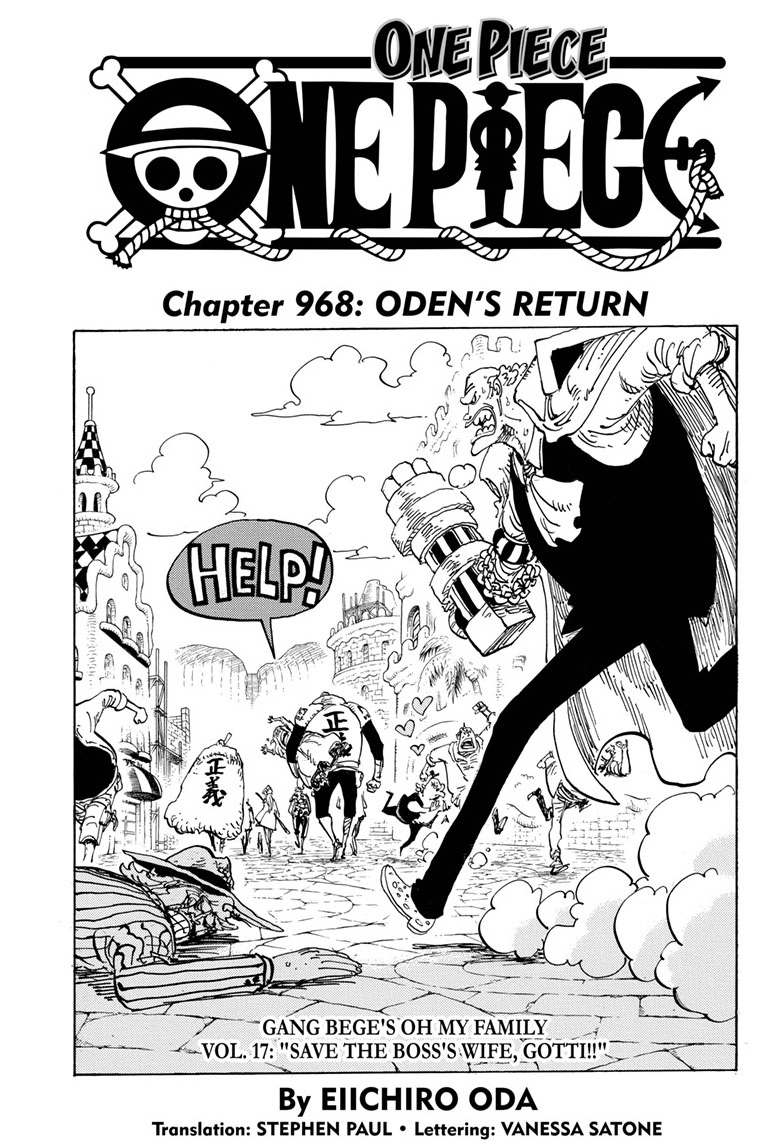 ONE PIECE
ONE PIECE
Chapter 968: ODEN'S RETURN
HELP!
正
正義
GANG BEGE'S OH MY FAMILY
VOL. 17: "SAVE THE BOSS'S WIFE, GOTTI!!"
By EIICHIRO ODA
Translation: STEPHEN PAUL • Lettering: VANESSA SATONE